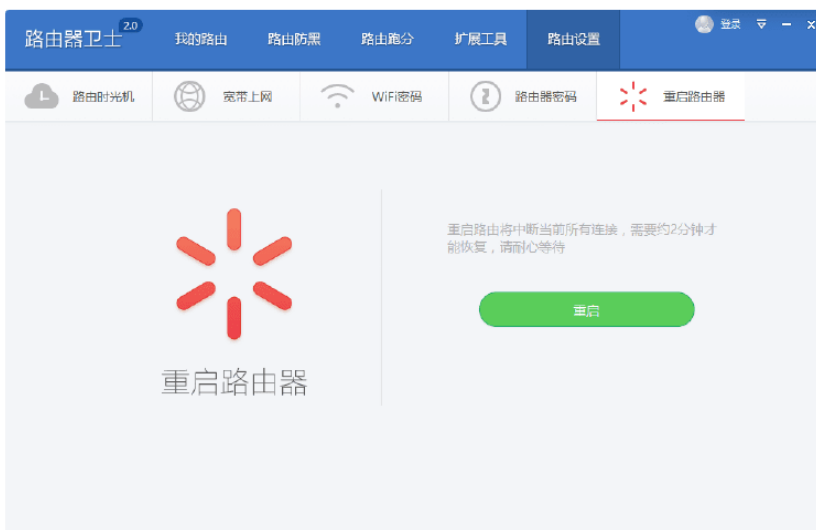 路由器卫士 2.0
我的路由 路由防黑 路由跑分 扩展工具 路由设置 登录
路由时光机 宽带上网 WiFi密码 路由器密码 重启路由器
重启路由将中断当前所有连接，需要约2分钟才
能恢复，请耐心等待
重启
重启路由器